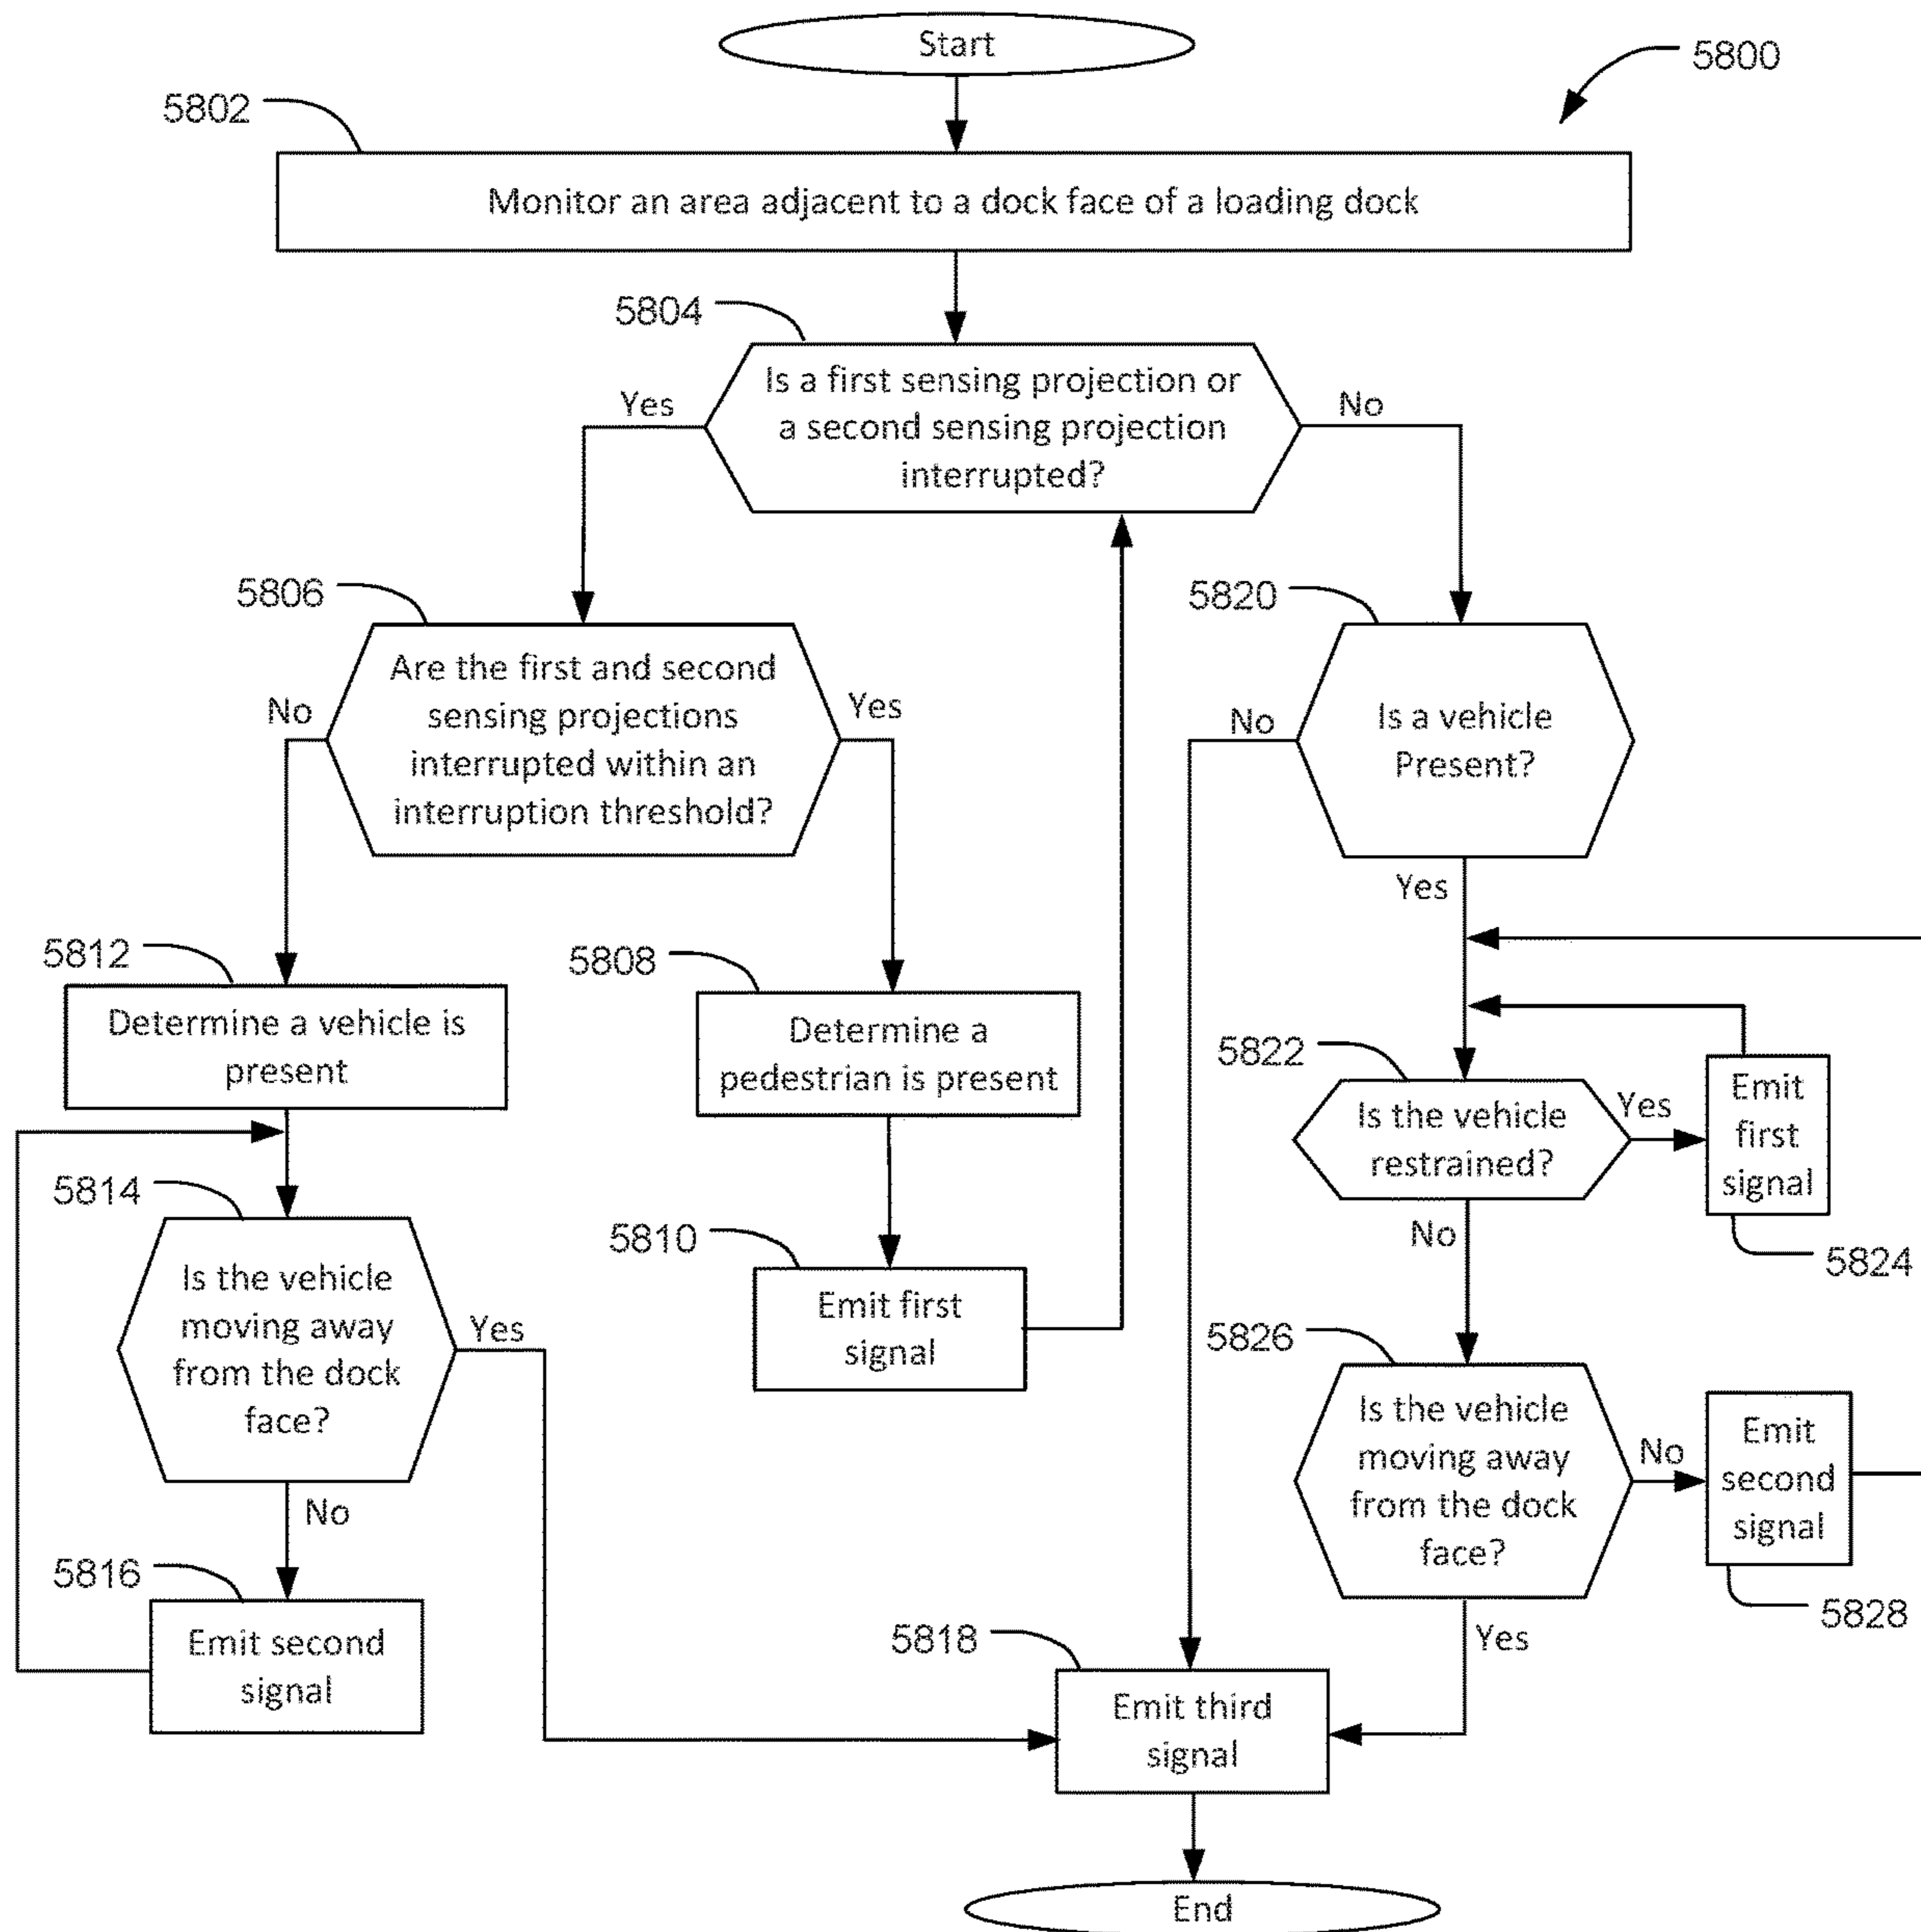 Start
5800
5802
Monitor an area adjacent to a dock face of a loading dock
5804
Is a first sensing projection or
a second sensing projection
interrupted?
Yes
No
5806
Are the first and second
sensing projections
interrupted within an
interruption threshold?
No
Yes
5820
Is a vehicle
Present?
No
Yes
5812
Determine a vehicle is
present
5808
Determine a
pedestrian is present
5822
Is the vehicle
restrained?
Yes
No
Emit
first
signal
5824
5814
Is the vehicle
moving away
from the dock
face?
Yes
No
5810
Emit first
signal
5826
Is the vehicle
moving away
from the dock
face?
No
Yes
Emit
second
signal
5828
5816
Emit second
signal
5818
Emit third
signal
End